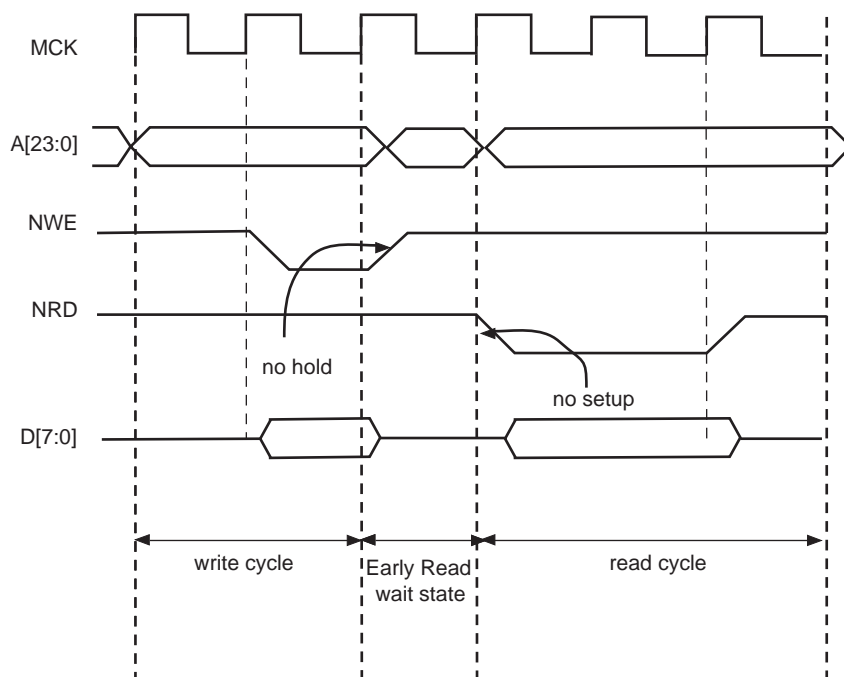 MCK
A[23:0]
NWE
NRD
no hold
no setup
D[7:0]
write cycle
Early Read
wait state
read cycle